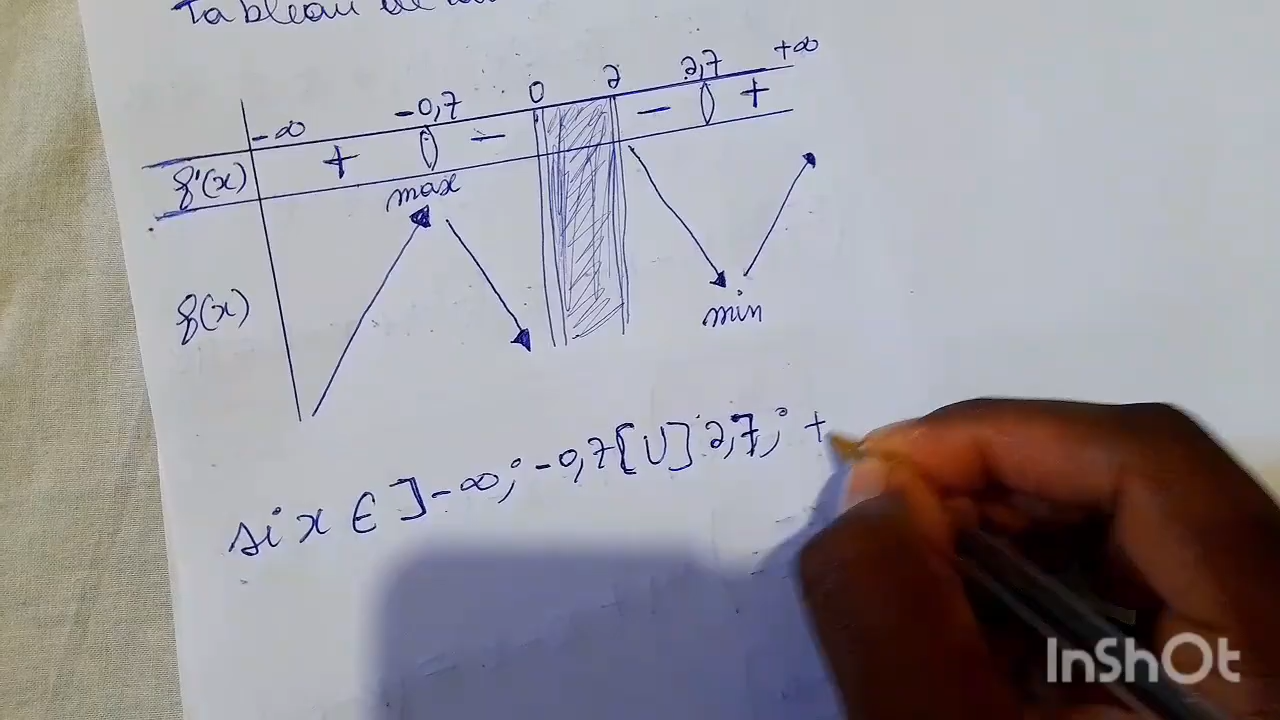 Tableau de
-∞ -0,7 0 2 2,7 +∞
f'(x) + 0 - - 0 +
max
f(x)
min
si x ∈ ]-∞; -0,7[ U ] 2,7; +
InShOt